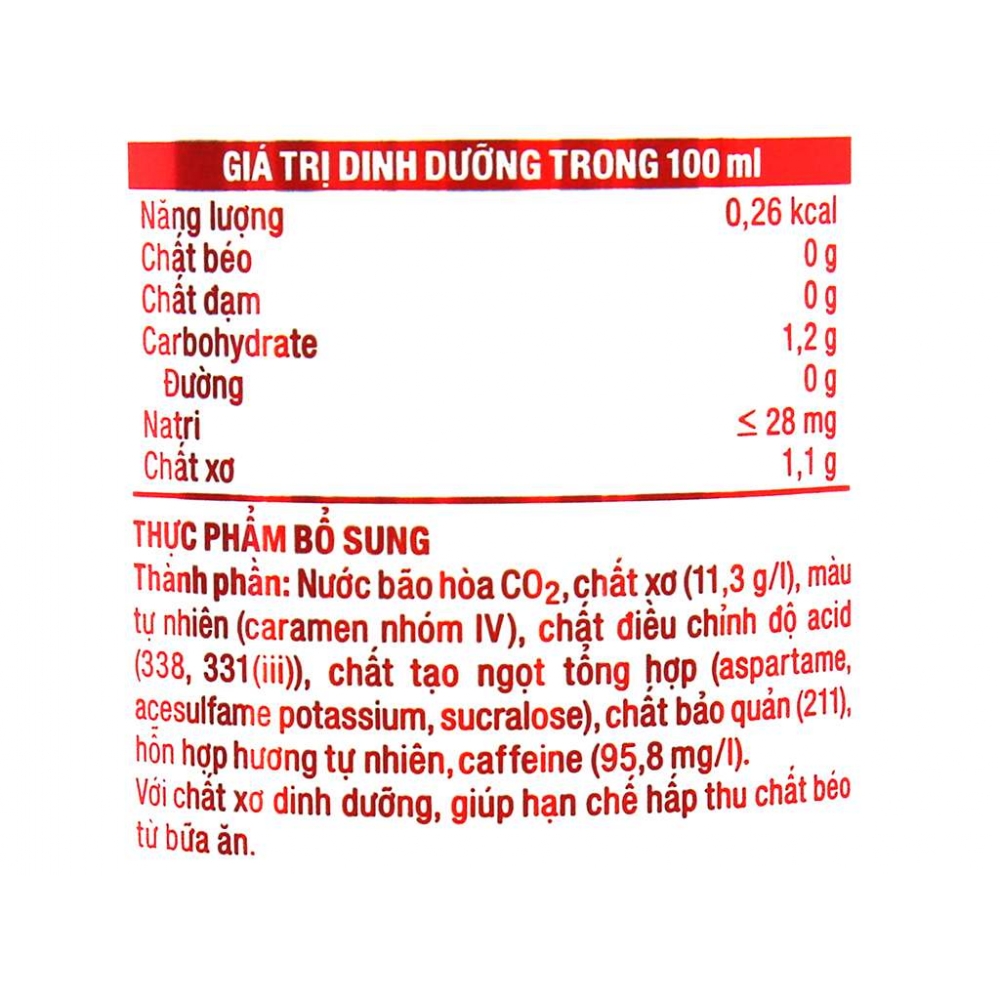 GIÁ TRỊ DINH DƯỠNG TRONG 100 ml
Năng lượng 0,26 kcal
Chất béo 0 g
Chất đạm 0 g
Carbohydrate 1,2 g
Đường 0 g
Natri ≤ 28 mg
Chất xơ 1,1 g
THỰC PHẨM BỔ SUNG
Thành phần: Nước bão hòa CO2, chất xơ (11,3 g/l), màu
tự nhiên (caramen nhóm IV), chất điều chỉnh độ acid
(338, 331(iii)), chất tạo ngọt tổng hợp (aspartame,
acesulfame potassium, sucralose), chất bảo quản (211),
hỗn hợp hương tự nhiên, caffeine (95,8 mg/l).
Với chất xơ dinh dưỡng, giúp hạn chế hấp thu chất béo
từ bữa ăn.